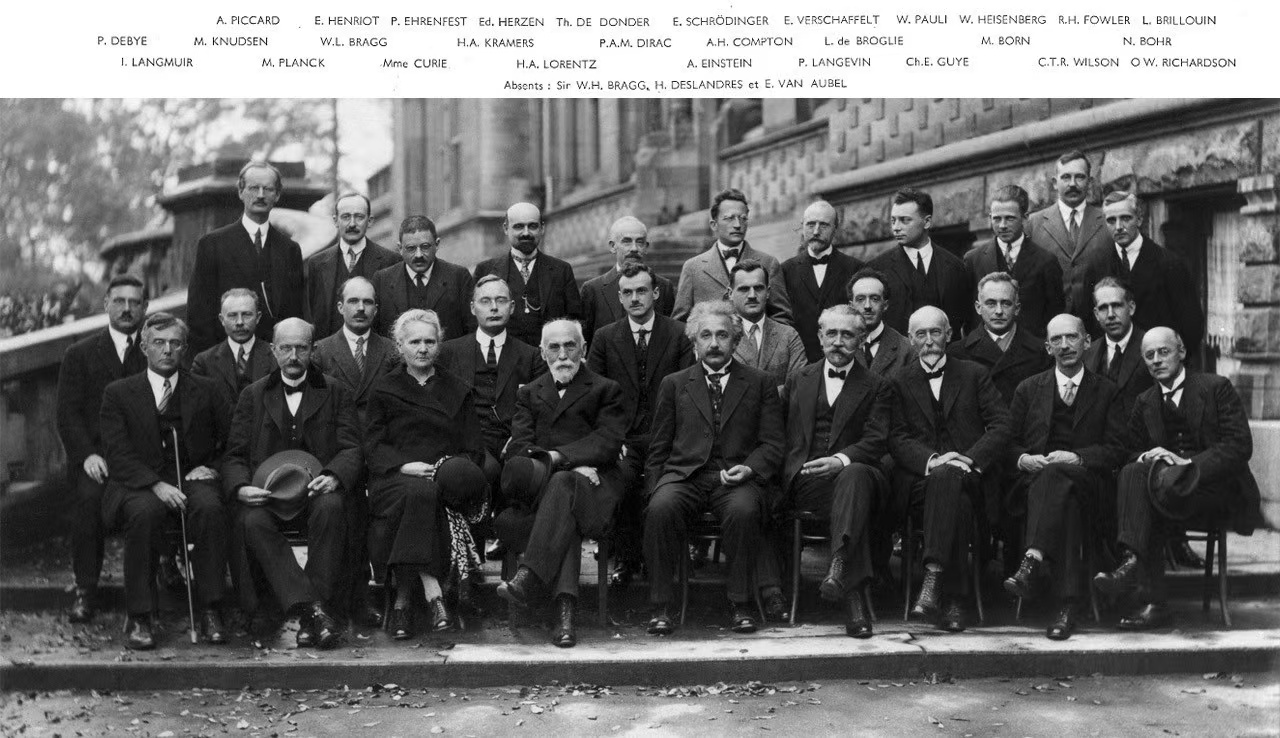 A. PICCARD E. HENRIOT P. EHRENFEST Ed. HERZEN Th. DE DONDER E. SCHRÖDINGER E. VERSCHAFFELT W. PAULI W. HEISENBERG R.H. FOWLER L. BRILLOUIN
P. DEBYE M. KNUDSEN W.L. BRAGG H.A. KRAMERS P.A.M. DIRAC A.H. COMPTON L. de BROGLIE M. BORN N. BOHR
I. LANGMUIR M. PLANCK Mme CURIE H.A. LORENTZ A. EINSTEIN P. LANGEVIN Ch.E. GUYE C.T.R. WILSON O.W. RICHARDSON
Absents : Sir W.H. BRAGG, H. DESLANDRES et E. VAN AUBEL